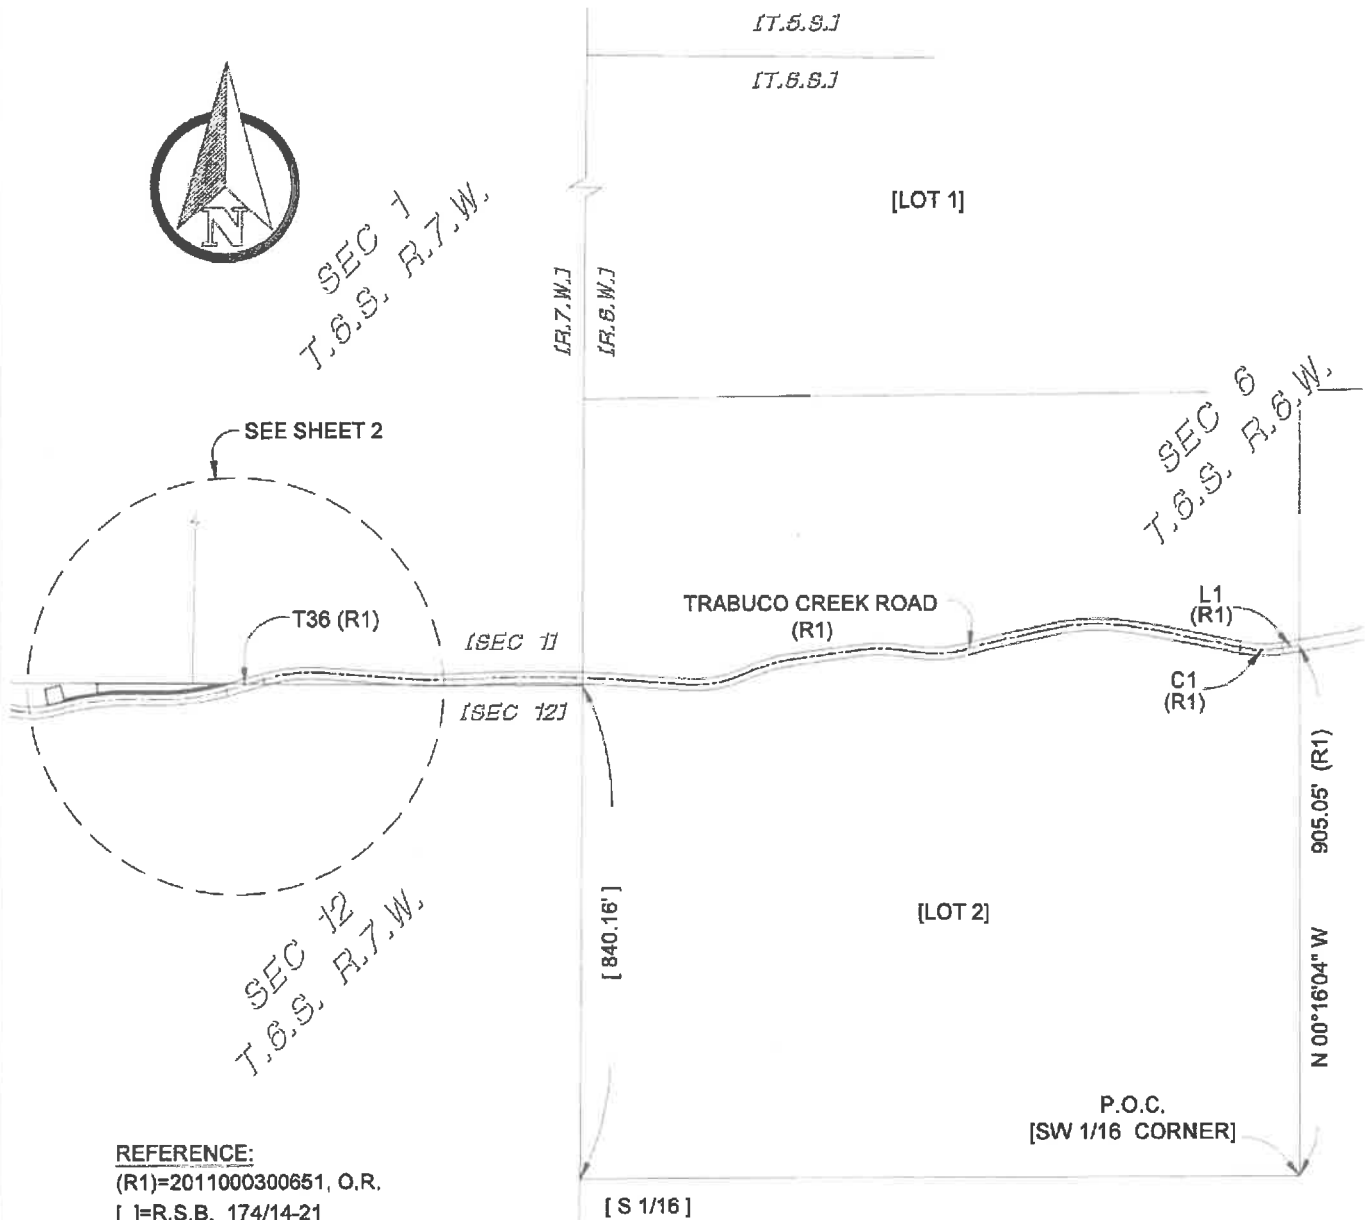 [T.5.S.]
[T.6.S.]
N
SEC 1
T.6.S. R.7.W.
[LOT 1]
[R.7.W.]
[R.6.W.]
SEC 6
T.6.S. R.6.W.
SEE SHEET 2
T36 (R1)
[SEC 1]
[SEC 12]
TRABUCO CREEK ROAD
(R1)
L1
(R1)
C1
(R1)
905.05' (R1)
N 00°16'04" W
[ 840.16' ]
[LOT 2]
SEC 12
T.6.S. R.7.W.
P.O.C.
[SW 1/16 CORNER]
REFERENCE:
(R1)=2011000300651, O.R.
[ ]=R.S.B. 174/14-21
[ S 1/16 ]